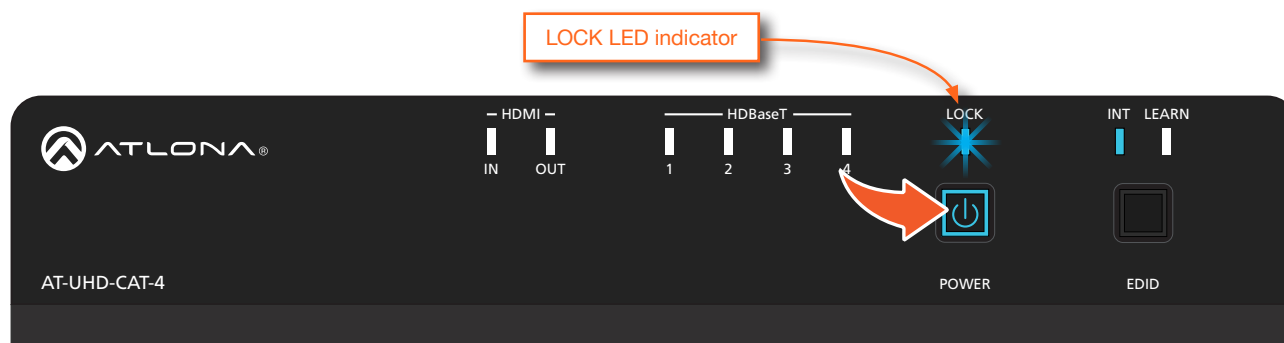 LOCK LED indicator
HDMI
HDBaseT
LOCK
INT LEARN
ATLONA®
IN OUT
1 2 3 4
AT-UHD-CAT-4
POWER
EDID